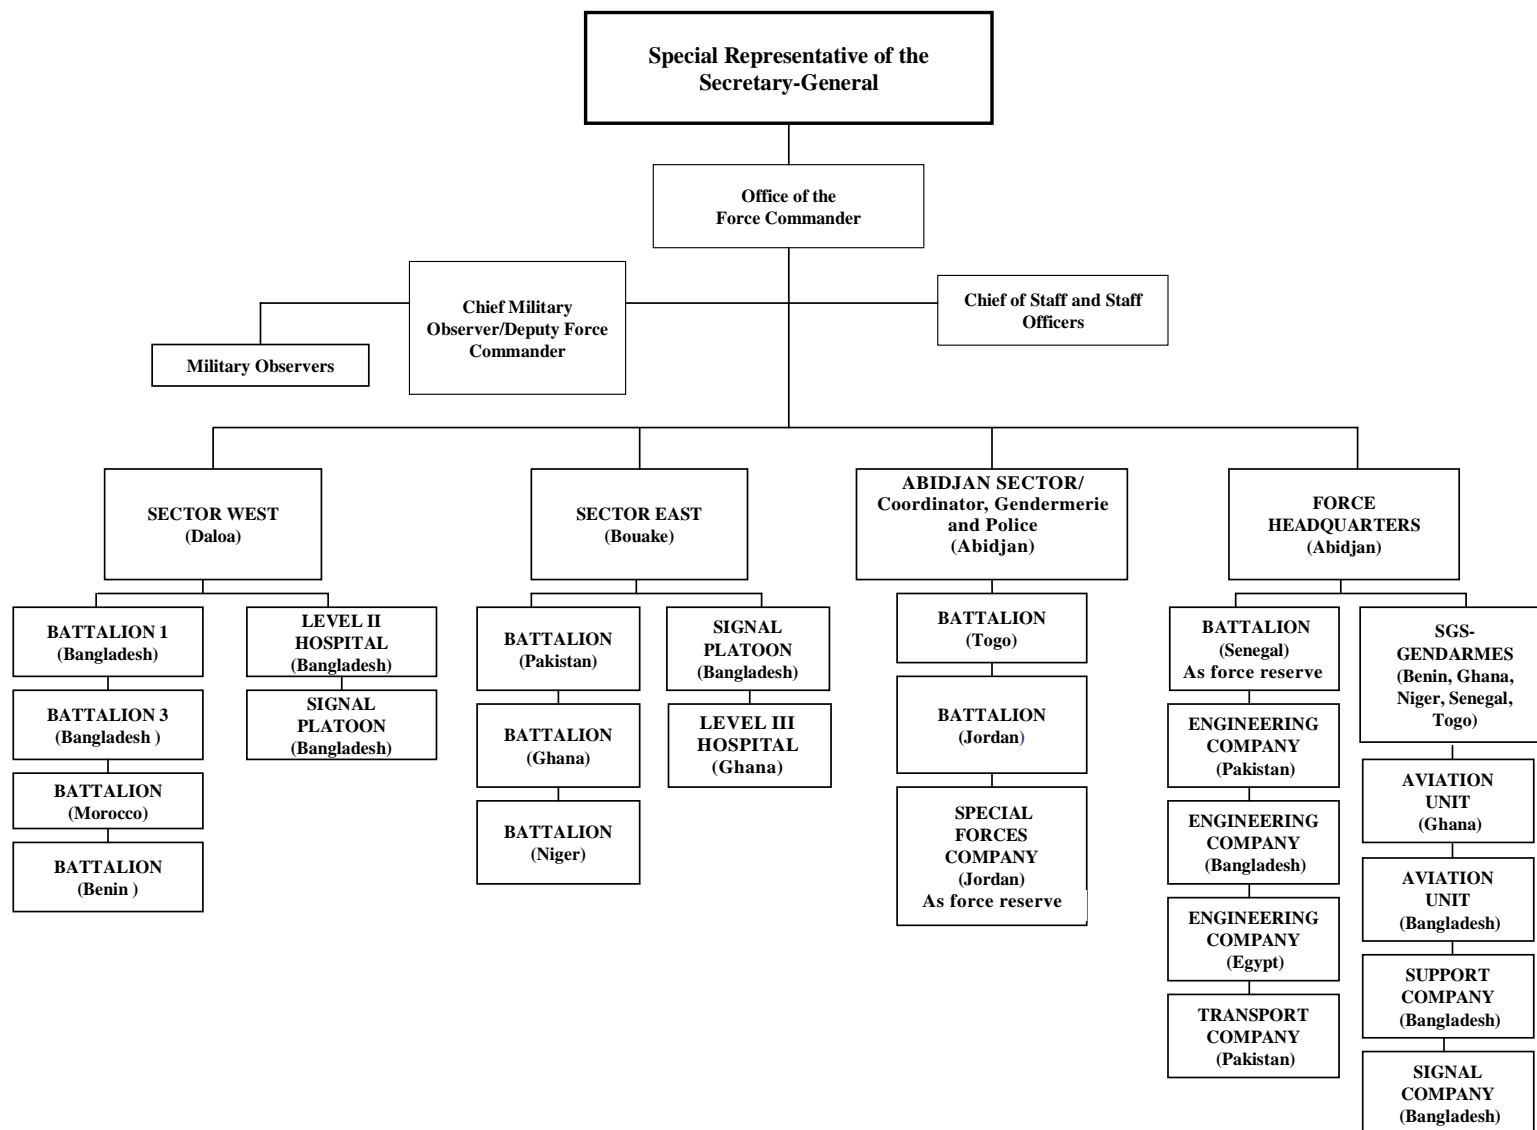 Special Representative of the
Secretary-General
Office of the
Force Commander
Chief Military
Observer/Deputy Force
Commander
Chief of Staff and Staff
Officers
Military Observers
SECTOR WEST
(Daloa)
SECTOR EAST
(Bouake)
ABIDJAN SECTOR/
Coordinator, Gendermerie
and Police
(Abidjan)
FORCE
HEADQUARTERS
(Abidjan)
BATTALION 1
(Bangladesh)
BATTALION 3
(Bangladesh )
BATTALION
(Morocco)
BATTALION
(Benin )
LEVEL II
HOSPITAL
(Bangladesh)
SIGNAL
PLATOON
(Bangladesh)
BATTALION
(Pakistan)
BATTALION
(Ghana)
BATTALION
(Niger)
SIGNAL
PLATOON
(Bangladesh)
LEVEL III
HOSPITAL
(Ghana)
BATTALION
(Togo)
BATTALION
(Jordan)
SPECIAL
FORCES
COMPANY
(Jordan)
As force reserve
BATTALION
(Senegal)
As force reserve
ENGINEERING
COMPANY
(Pakistan)
ENGINEERING
COMPANY
(Bangladesh)
ENGINEERING
COMPANY
(Egypt)
TRANSPORT
COMPANY
(Pakistan)
SGS-
GENDARMES
(Benin, Ghana,
Niger, Senegal,
Togo)
AVIATION
UNIT
(Ghana)
AVIATION
UNIT
(Bangladesh)
SUPPORT
COMPANY
(Bangladesh)
SIGNAL
COMPANY
(Bangladesh)